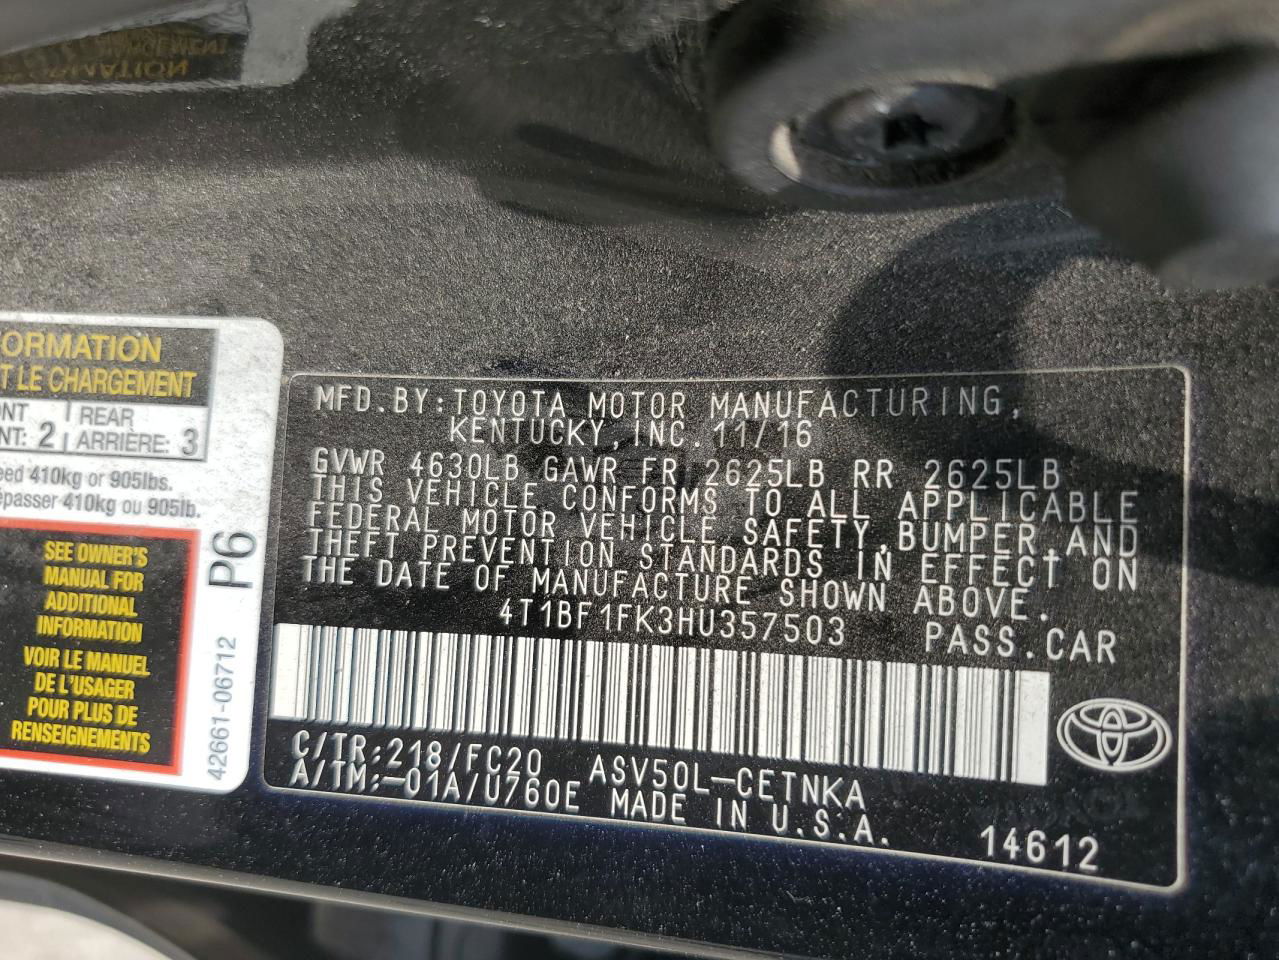 ORMATION
T LE CHARGEMENT
NT REAR
NT: 2 ARRIÈRE: 3
eed 410kg or 905lbs.
épasser 410kg ou 905lb.
SEE OWNER'S
MANUAL FOR
ADDITIONAL
INFORMATION
VOIR LE MANUEL
DE L'USAGER
POUR PLUS DE
RENSEIGNEMENTS
42661-06712 P6
MFD.BY:TOYOTA MOTOR MANUFACTURING,
KENTUCKY,INC.11/16
GVWR 4630LB GAWR FR 2625LB RR 2625LB
THIS VEHICLE CONFORMS TO ALL APPLICABLE
FEDERAL MOTOR VEHICLE SAFETY,BUMPER,AND
THEFT PREVENTION STANDARDS IN EFFECT ON
THE DATE OF MANUFACTURE SHOWN ABOVE.
4T1BF1FK3HU357503 PASS.CAR
C/TR:218/FC20 ASV50L-CETNKA
A/TM:-01A/U760E MADE IN U.S.A.
14612